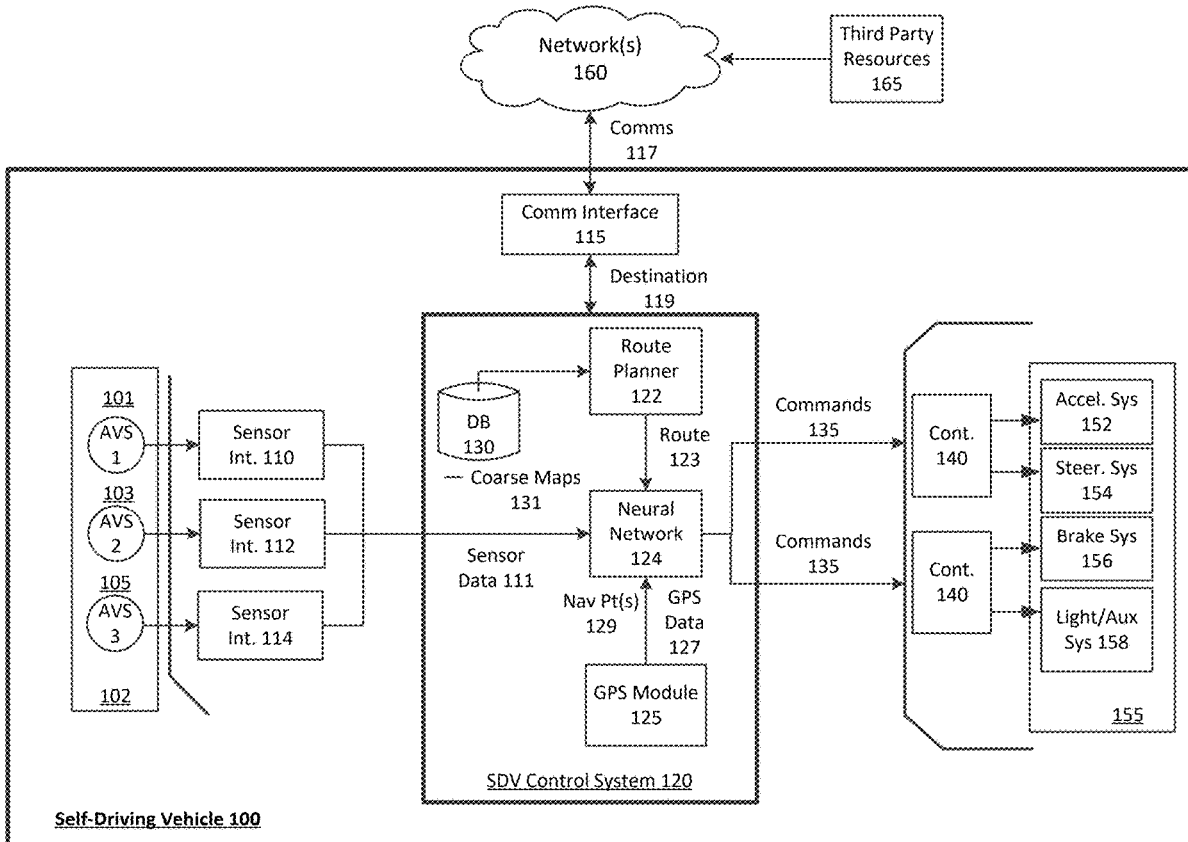 Network(s)
160
Third Party
Resources
165
Comms
117
Comm Interface
115
Destination
119
Route
Planner
122
DB
130
Coarse Maps
131
Route
123
Neural
Network
124
Sensor
Data 111
Nav Pt(s)
129
GPS
Data
127
GPS Module
125
SDV Control System 120
101
AVS
1
103
AVS
2
105
AVS
3
102
Sensor
Int. 110
Sensor
Int. 112
Sensor
Int. 114
Commands
135
Commands
135
Cont.
140
Cont.
140
Accel. Sys
152
Steer. Sys
154
Brake Sys
156
Light/Aux
Sys 158
155
Self-Driving Vehicle 100